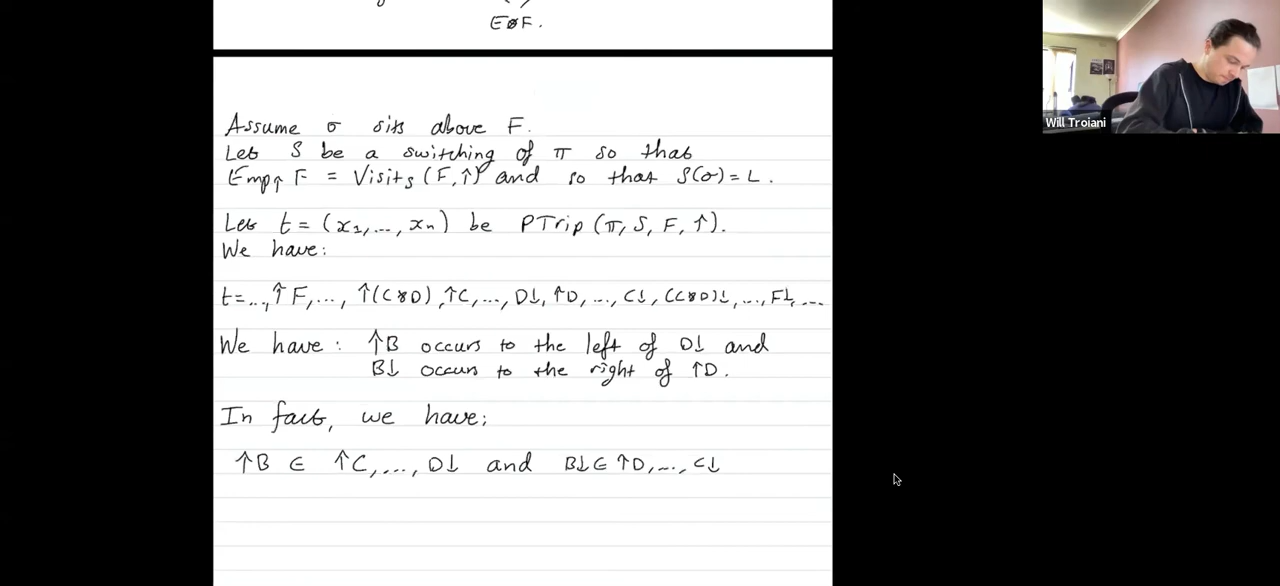 E⊗F.
Assume σ sits above F.
Let S be a switching of π so that
Emp↑ F = Visits (F,↑) and so that S(σ) = L.
Let t = (x₁, ..., xₙ) be PTrip (π, S, F, ↑).
We have:
t = ..., ↑F, ..., ↑(C⅋D), ↑C, ..., D↓, ↑D, ..., C↓, (C⅋D)↓, ..., F↓, ...
We have: ↑B occurs to the left of D↓ and
B↓ occurs to the right of ↑D.
In fact, we have:
↑B ∈ ↑C, ..., D↓ and B↓ ∈ ↑D, ..., C↓
Will Troiani